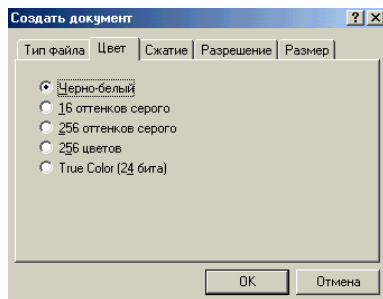 Создать документ
Тип файла Цвет Сжатие Разрешение Размер
Черно-белый
16 оттенков серого
256 оттенков серого
256 цветов
True Color (24 бита)
OK Отмена